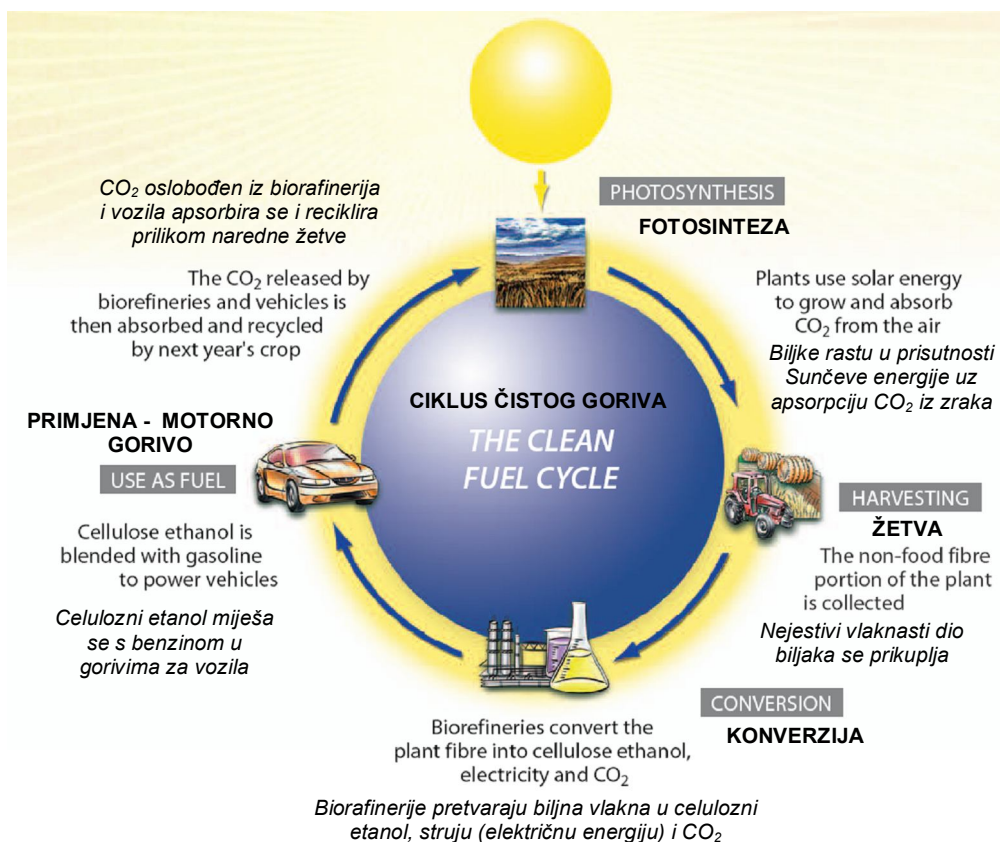 CO₂ oslobođen iz biorafinerija
i vozila apsorbira se i reciklira
prilikom naredne žetve
The CO₂ released by
biorefineries and vehicles is
then absorbed and recycled
by next year's crop
PHOTOSYNTHESIS
FOTOSINTEZA
Plants use solar energy
to grow and absorb
CO₂ from the air
Biljke rastu u prisutnosti
Sunčeve energije uz
apsorpciju CO₂ iz zraka
CIKLUS ČISTOG GORIVA
THE CLEAN
FUEL CYCLE
PRIMJENA - MOTORNO
GORIVO
USE AS FUEL
Cellulose ethanol is
blended with gasoline
to power vehicles
Celulozni etanol miješa
se s benzinom u
gorivima za vozila
HARVESTING
ŽETVA
The non-food fibre
portion of the plant
is collected
Nejestivi vlaknasti dio
biljaka se prikuplja
CONVERSION
KONVERZIJA
Biorefineries convert the
plant fibre into cellulose ethanol,
electricity and CO₂
Biorafinerije pretvaraju biljna vlakna u celulozni
etanol, struju (električnu energiju) i CO₂